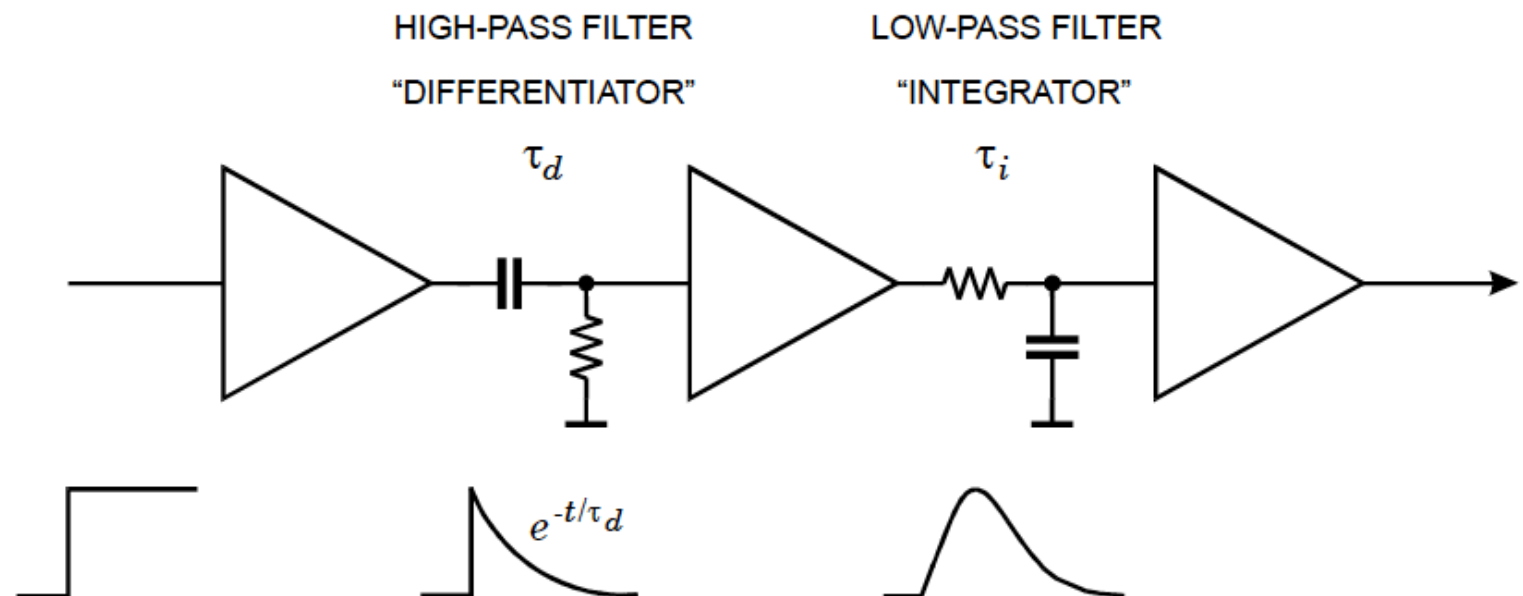 HIGH-PASS FILTER
LOW-PASS FILTER
“DIFFERENTIATOR”
“INTEGRATOR”
τd
τi
e-t/τd